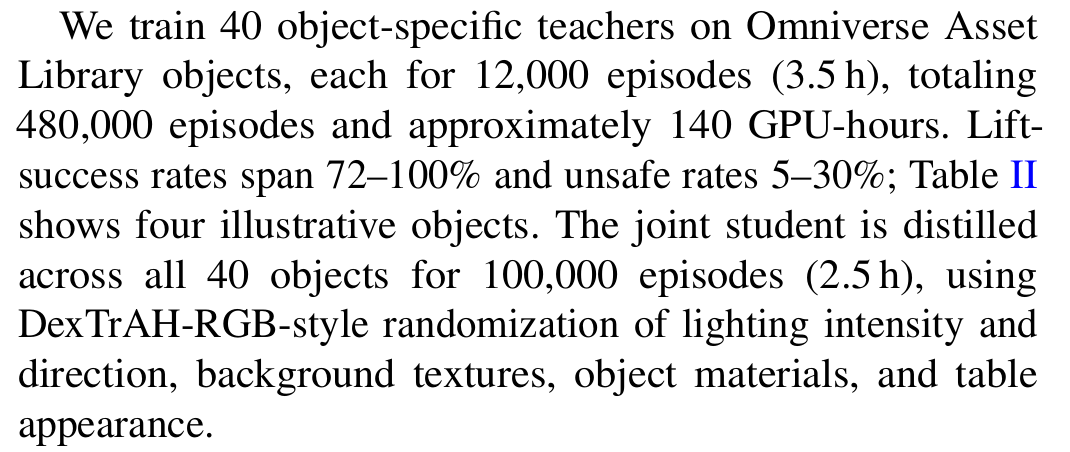 We train 40 object-specific teachers on Omniverse Asset
Library objects, each for 12,000 episodes (3.5 h), totaling
480,000 episodes and approximately 140 GPU-hours. Lift-
success rates span 72–100% and unsafe rates 5–30%; Table II
shows four illustrative objects. The joint student is distilled
across all 40 objects for 100,000 episodes (2.5 h), using
DexTrAH-RGB-style randomization of lighting intensity and
direction, background textures, object materials, and table
appearance.